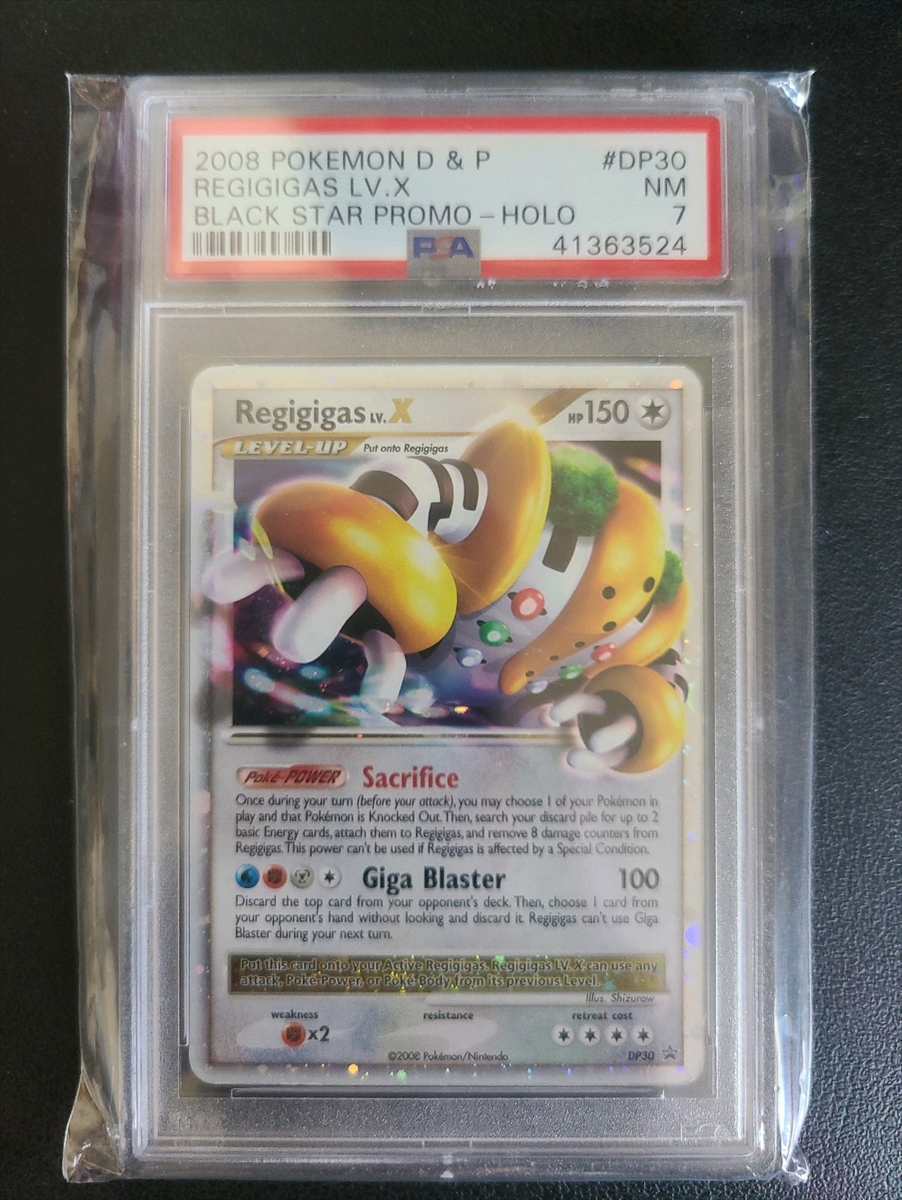 2008 POKEMON D & P #DP30
REGIGIGAS LV.X NM
BLACK STAR PROMO – HOLO 7
PSA 41363524
Regigigas LV.X HP150
LEVEL-UP Put onto Regigigas
Poké-POWER Sacrifice
Once during your turn (before your attack), you may choose 1 of your Pokémon in
play and that Pokémon is Knocked Out. Then, search your discard pile for up to 2
basic Energy cards, attach them to Regigigas, and remove 8 damage counters from
Regigigas. This power can't be used if Regigigas is affected by a Special Condition.
Giga Blaster 100
Discard the top card from your opponent's deck. Then, choose 1 card from
your opponent's hand without looking and discard it. Regigigas can't use Giga
Blaster during your next turn.
Put this card onto your Active Regigigas. Regigigas LV.X can use any
attack, Poké-Power, or Poké-Body from its previous Level.
Illus. Shizurow
weakness resistance retreat cost
x2
©2008 Pokémon/Nintendo DP30